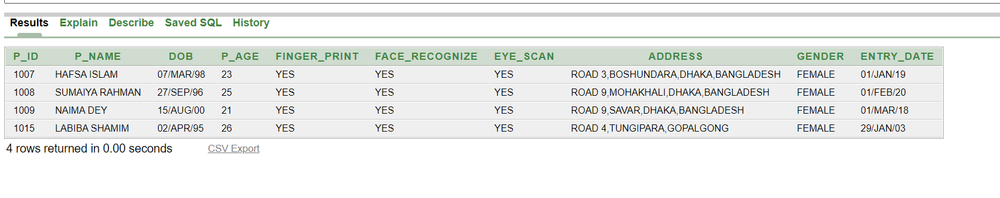 Results Explain Describe Saved SQL History
P_ID P_NAME DOB P_AGE FINGER_PRINT FACE_RECOGNIZE EYE_SCAN ADDRESS GENDER ENTRY_DATE
1007 HAFSA ISLAM 07/MAR/98 23 YES YES YES ROAD 3,BOSHUNDARA,DHAKA,BANGLADESH FEMALE 01/JAN/19
1008 SUMAIYA RAHMAN 27/SEP/96 25 YES YES YES ROAD 9,MOHAKHALI,DHAKA,BANGLADESH FEMALE 01/FEB/20
1009 NAIMA DEY 15/AUG/00 21 YES YES YES ROAD 9,SAVAR,DHAKA,BANGLADESH FEMALE 01/MAR/18
1015 LABIBA SHAMIM 02/APR/95 26 YES YES YES ROAD 4,TUNGIPARA,GOPALGONG FEMALE 29/JAN/03
4 rows returned in 0.00 seconds CSV Export